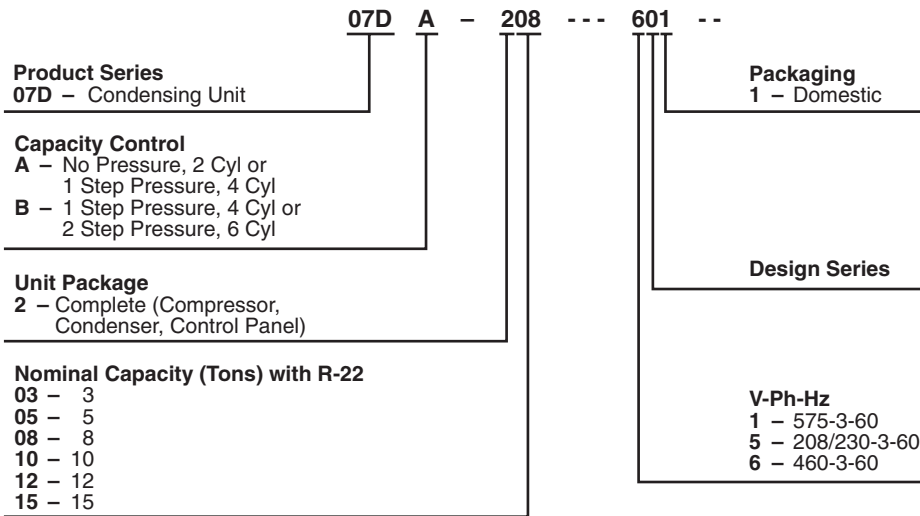 07D A – 208 - - - 601 - -
Product Series
07D – Condensing Unit
Capacity Control
A – No Pressure, 2 Cyl or
1 Step Pressure, 4 Cyl
B – 1 Step Pressure, 4 Cyl or
2 Step Pressure, 6 Cyl
Unit Package
2 – Complete (Compressor,
Condenser, Control Panel)
Nominal Capacity (Tons) with R-22
03 – 3
05 – 5
08 – 8
10 – 10
12 – 12
15 – 15
Packaging
1 – Domestic
Design Series
V-Ph-Hz
1 – 575-3-60
5 – 208/230-3-60
6 – 460-3-60